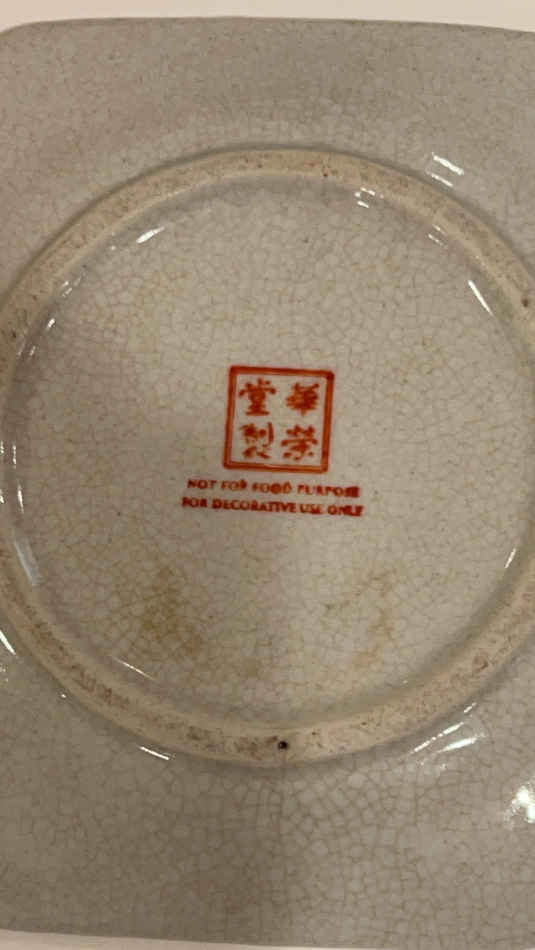 華榮
堂製
NOT FOR FOOD PURPOSE
FOR DECORATIVE USE ONLY